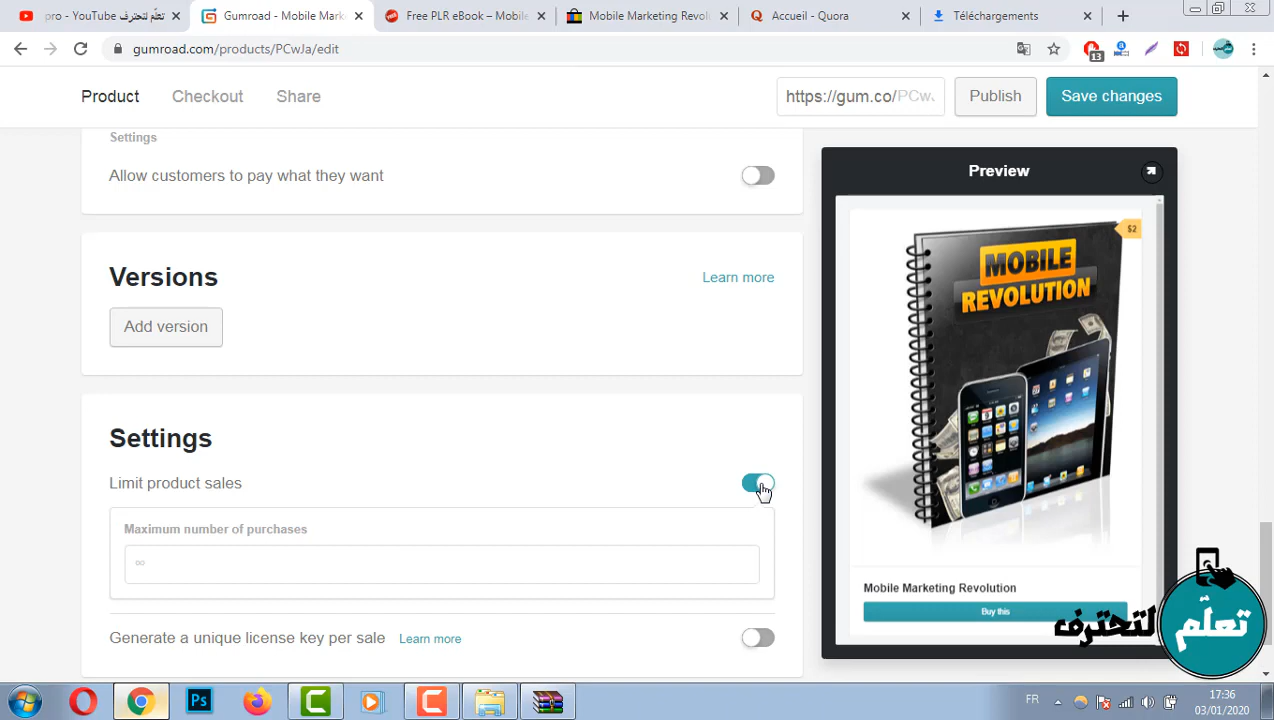 pro - YouTube تعلّم لتحترف
Gumroad - Mobile Mark
Free PLR eBook – Mobile
Mobile Marketing Revol
Accueil - Quora
Téléchargements
gumroad.com/products/PCwJa/edit
13
Product
Checkout
Share
https://gum.co/PCwJ
Publish
Save changes
Settings
Allow customers to pay what they want
Versions
Learn more
Add version
Settings
Limit product sales
Maximum number of purchases
∞
Generate a unique license key per sale
Learn more
Preview
$2
MOBILE
REVOLUTION
Mobile Marketing Revolution
Buy this
تعلّم لتحترف
Ps
FR
17:36
03/01/2020